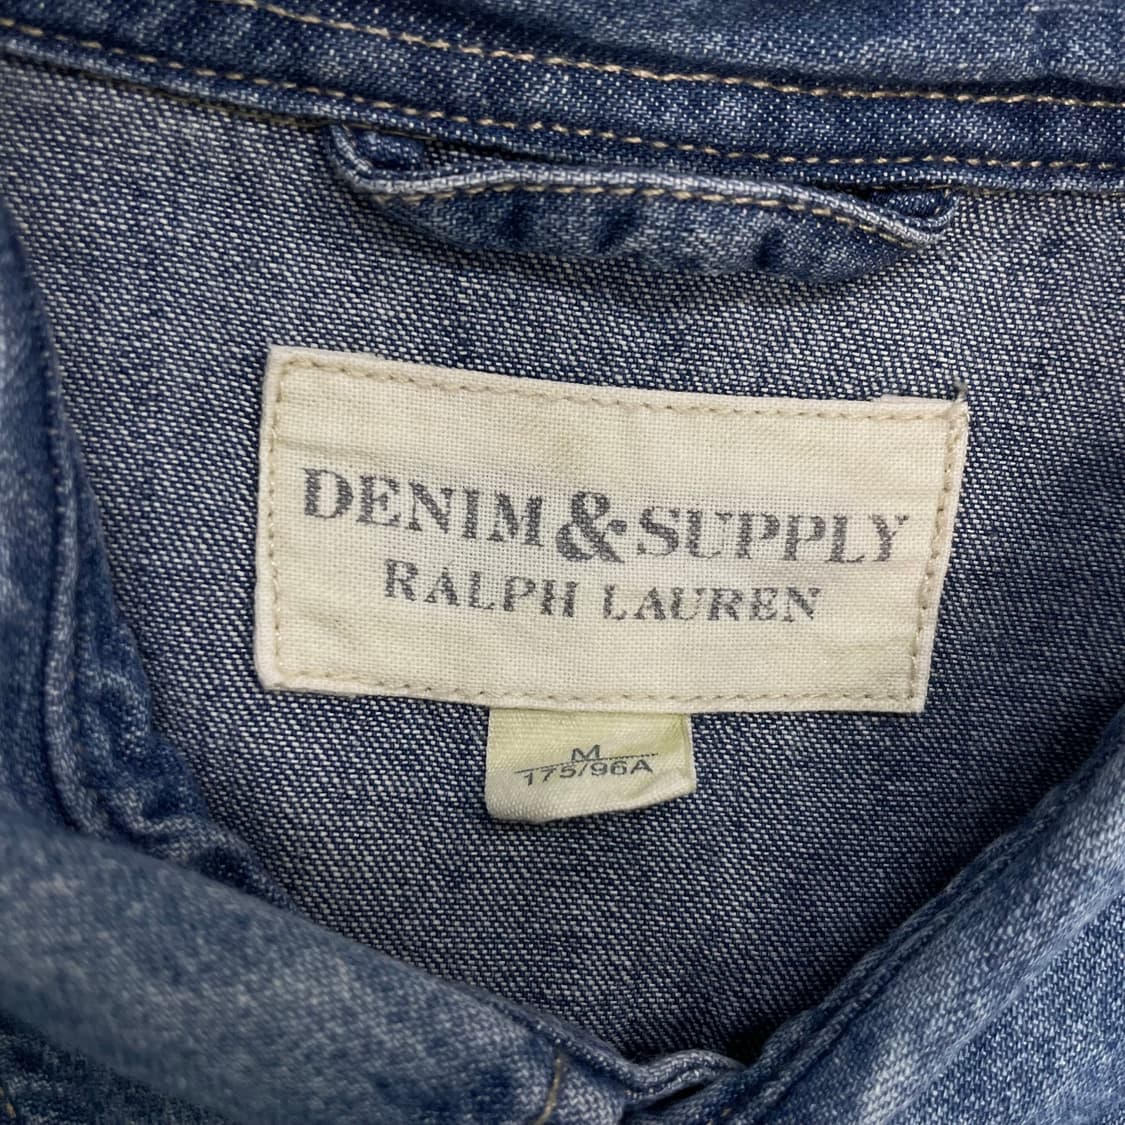 DENIM & SUPPLY
RALPH LAUREN
M
175/96A